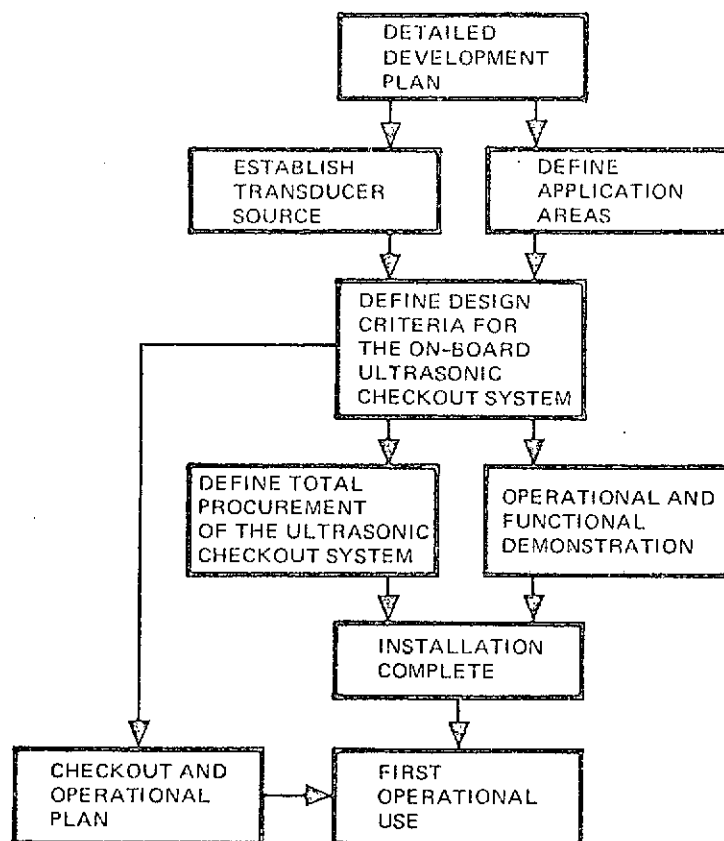 DETAILED
DEVELOPMENT
PLAN
ESTABLISH
TRANSDUCER
SOURCE
DEFINE
APPLICATION
AREAS
DEFINE DESIGN
CRITERIA FOR
THE ON-BOARD
ULTRASONIC
CHECKOUT SYSTEM
DEFINE TOTAL
PROCUREMENT
OF THE ULTRASONIC
CHECKOUT SYSTEM
OPERATIONAL AND
FUNCTIONAL
DEMONSTRATION
INSTALLATION
COMPLETE
CHECKOUT AND
OPERATIONAL
PLAN
FIRST
OPERATIONAL
USE